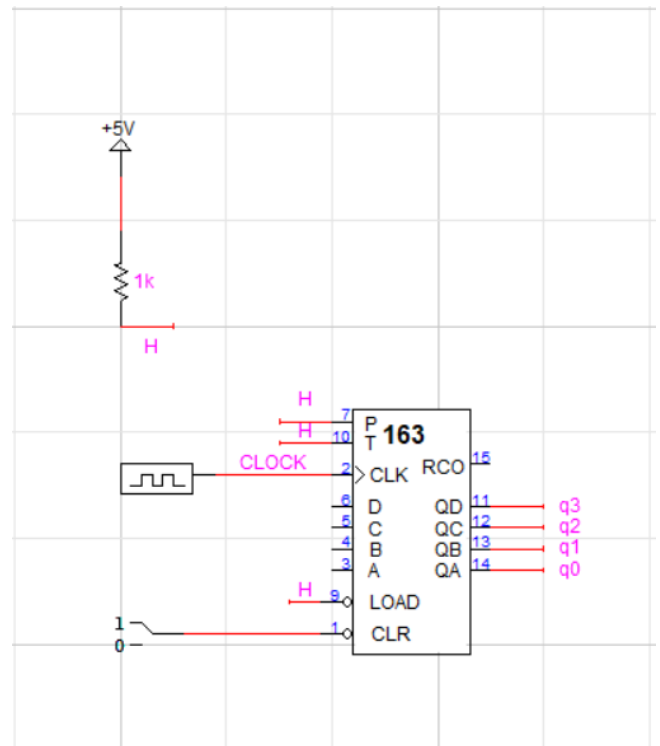 +5V
1k
H
H
7 P 163
H
10 T
CLOCK 2 CLK RCO 15
6 D QD 11 q3
5 C QC 12 q2
4 B QB 13 q1
3 A QA 14 q0
H 9 LOAD
1 1 CLR
0